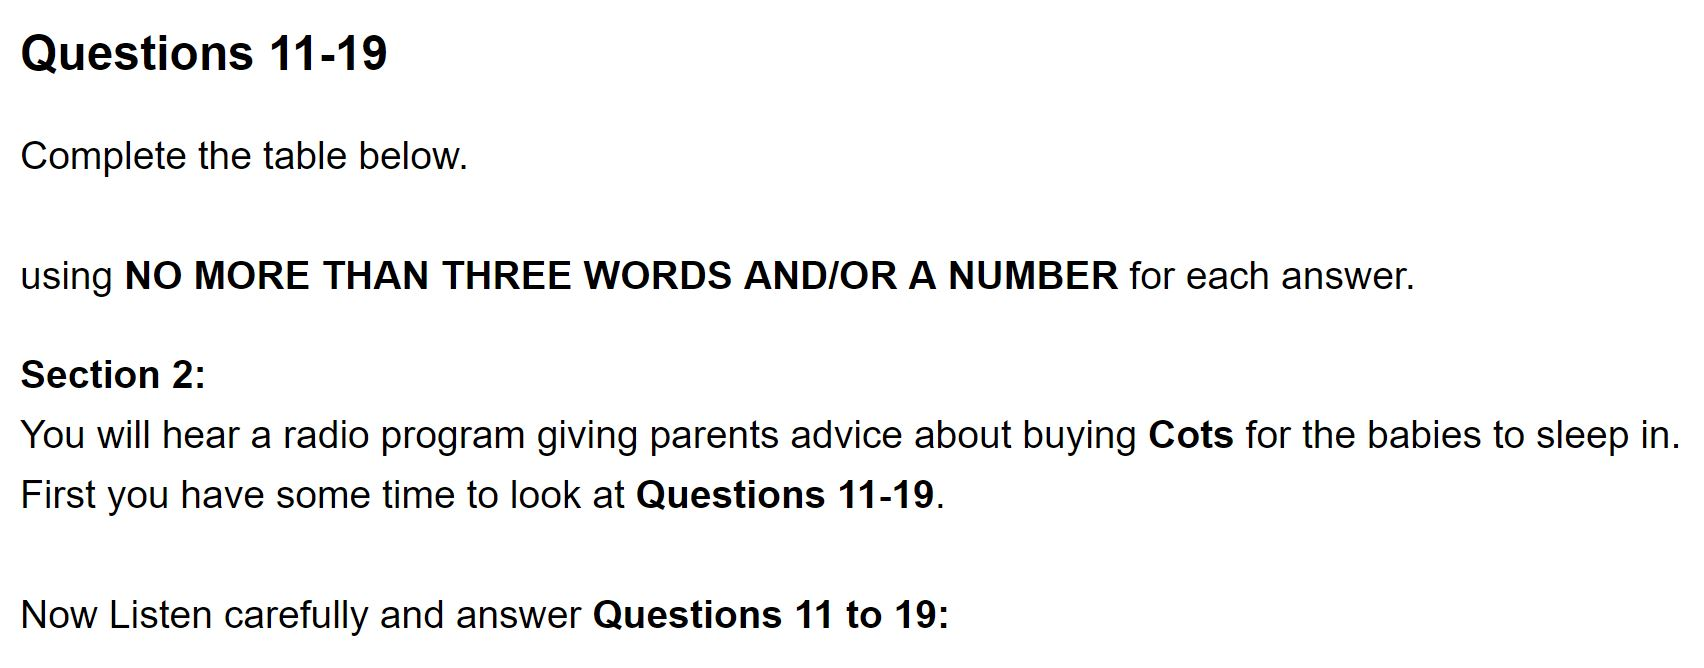 Questions 11-19
Complete the table below.
using NO MORE THAN THREE WORDS AND/OR A NUMBER for each answer.
Section 2:
You will hear a radio program giving parents advice about buying Cots for the babies to sleep in.
First you have some time to look at Questions 11-19.
Now Listen carefully and answer Questions 11 to 19: